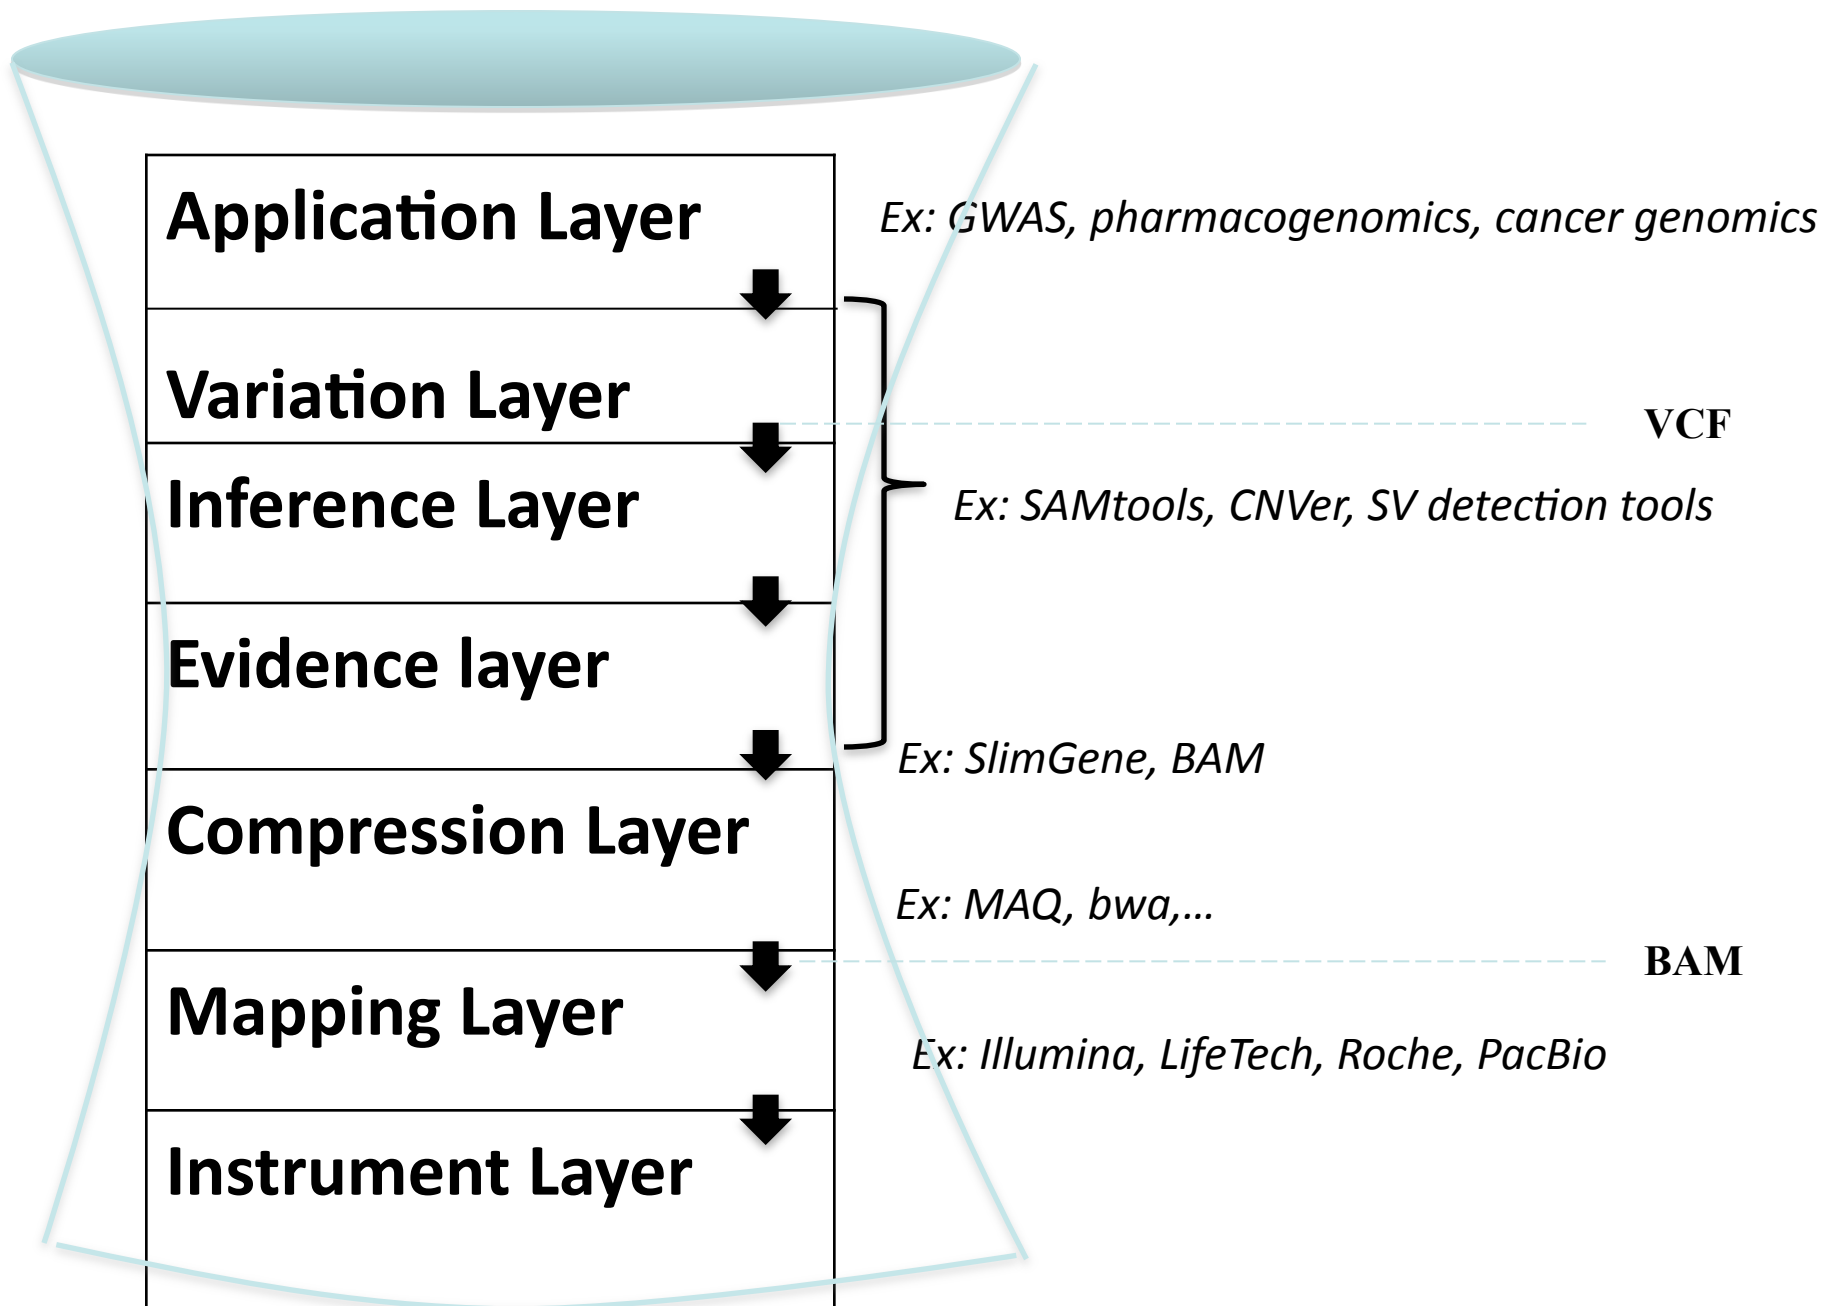 Application Layer
Ex: GWAS, pharmacogenomics, cancer genomics
Variation Layer
VCF
Inference Layer
Ex: SAMtools, CNVer, SV detection tools
Evidence layer
Ex: SlimGene, BAM
Compression Layer
Ex: MAQ, bwa,...
BAM
Mapping Layer
Ex: Illumina, LifeTech, Roche, PacBio
Instrument Layer